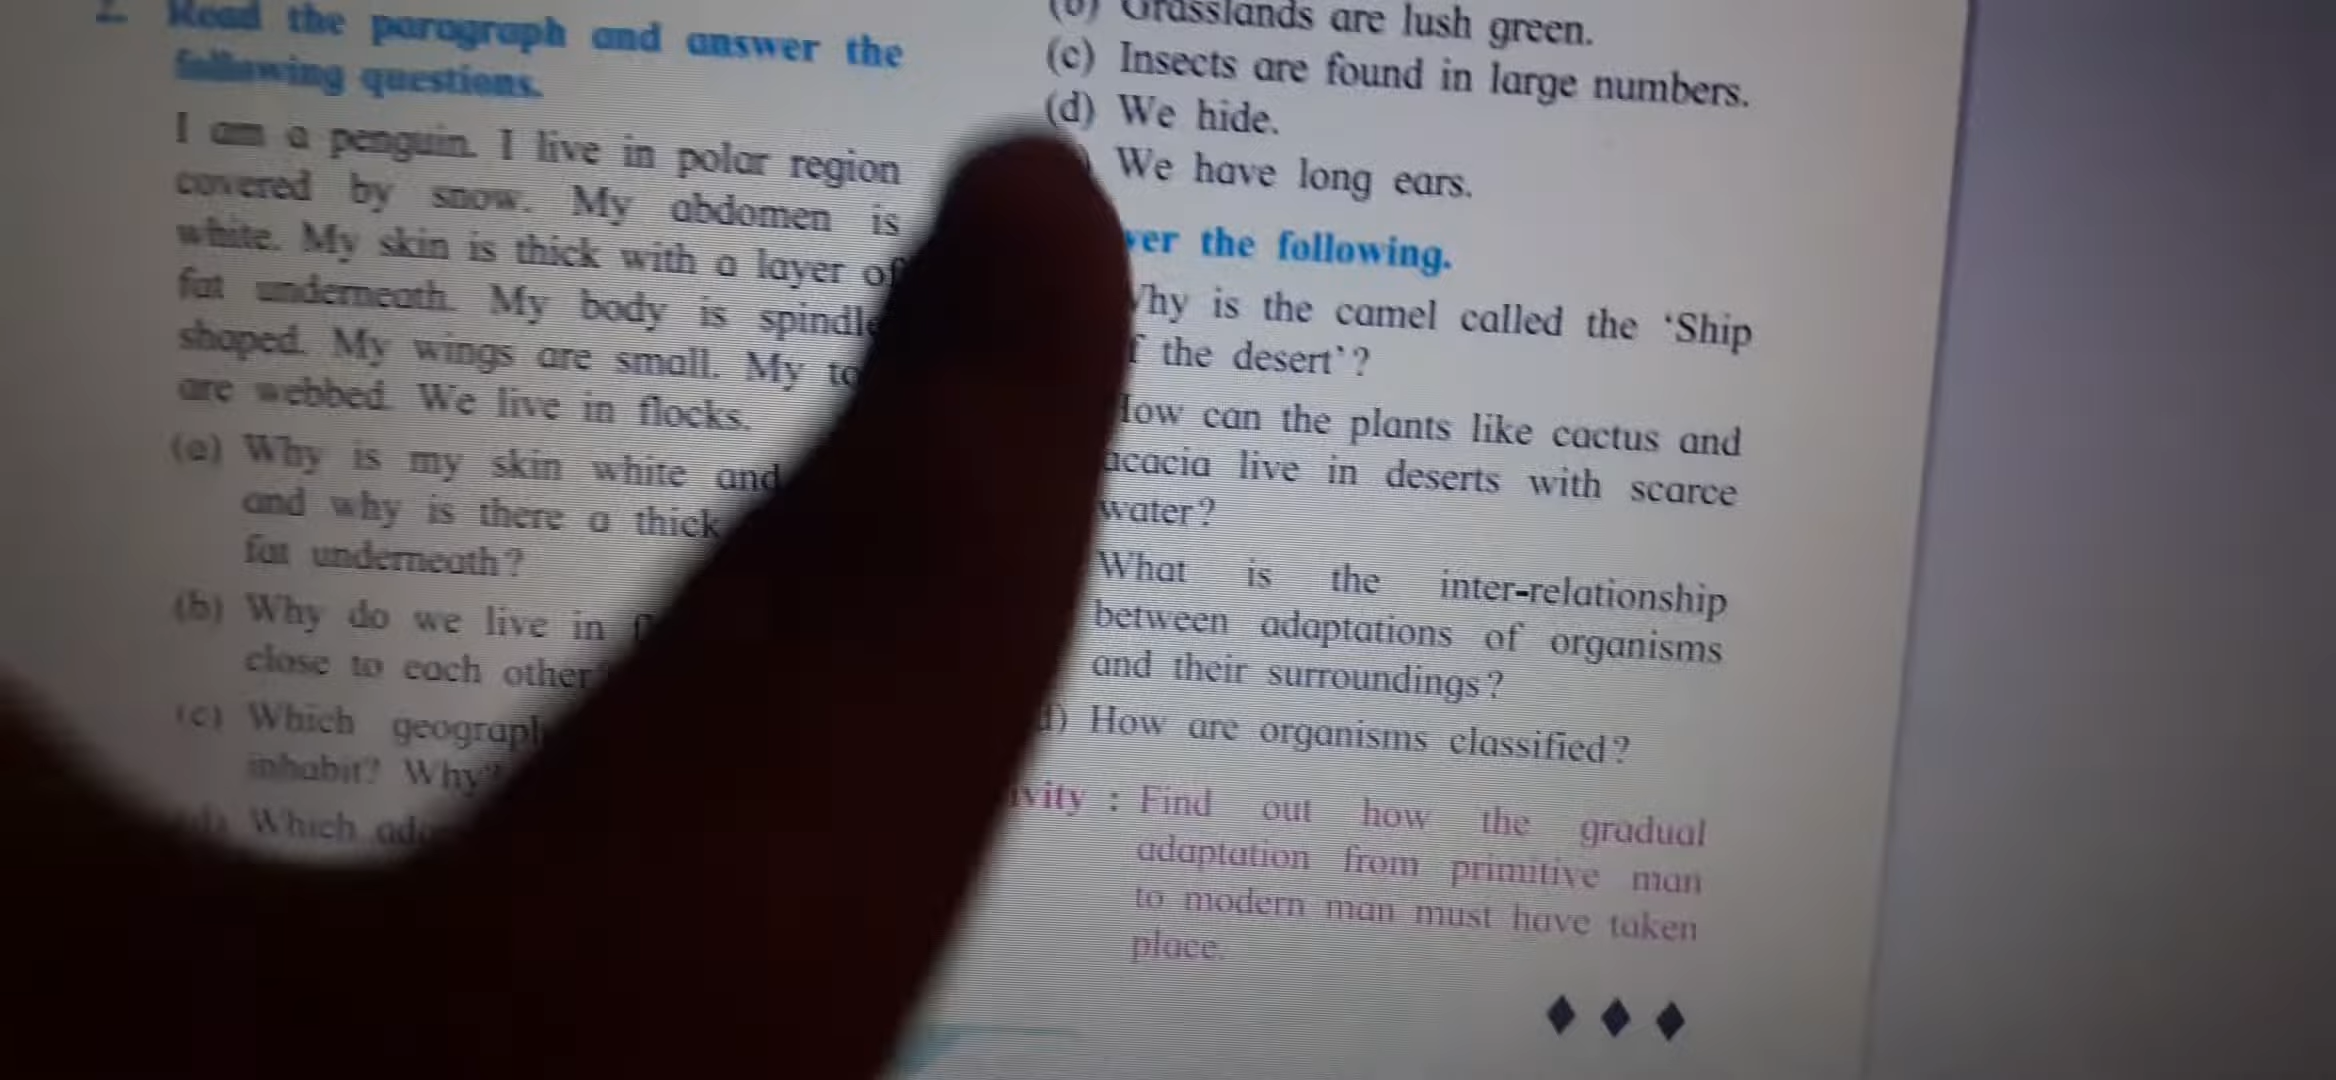 2. Read the paragraph and answer the
following questions.
I am a penguin. I live in polar region
covered by snow. My abdomen is
white. My skin is thick with a layer of
fat underneath. My body is
shaped. My wings are small. My
are webbed. We live in flocks.
(a) Why is my skin white and
and why is there a thick
fat underneath?
(b) Why do we live in
close to each other
(c) Which
inhabit? Why?
Which
(b) Grasslands are lush green.
(c) Insects are found in large numbers.
(d) We hide.
We have long ears.
the following.
is the camel called the 'Ship
the desert'?
can the plants like cactus and
acacia live in deserts with scarce
water?
What is the inter-relationship
between adaptations of organisms
and their surroundings?
How are organisms classified?
: Find out how the gradual
adaptation from primitive man
to modern man must have taken
place.